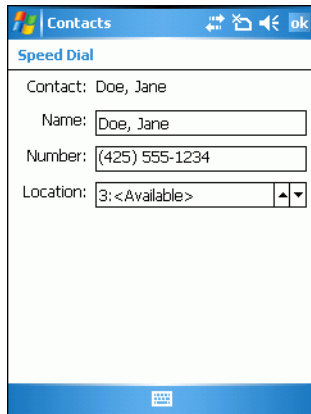 Contacts
ok
Speed Dial
Contact: Doe, Jane
Name: Doe, Jane
Number: (425) 555-1234
Location: 3:<Available>